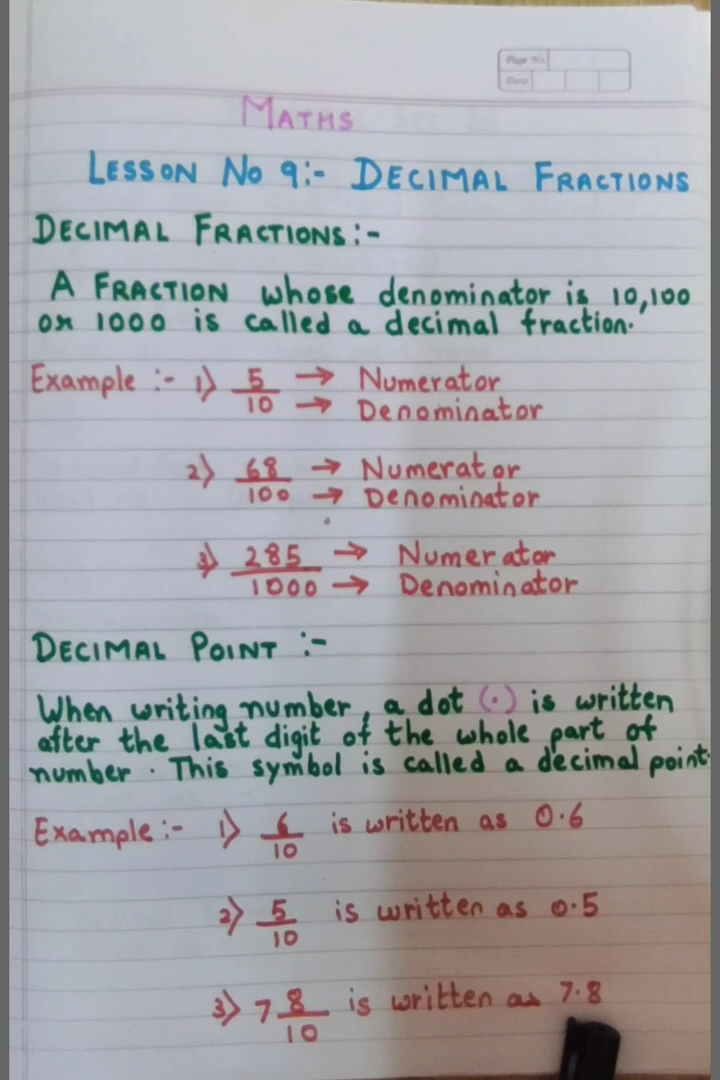 Page No.
Date
MATHS
LESSON No 9:- DECIMAL FRACTIONS
DECIMAL FRACTIONS:-
A FRACTION whose denominator is 10,100
or 1000 is called a decimal fraction.
Example :- 1) 5/10 → Numerator
→ Denominator
2) 68/100 → Numerator
→ Denominator
3) 285/1000 → Numerator
→ Denominator
DECIMAL POINT :-
When writing number, a dot (.) is written
after the last digit of the whole part of
number. This symbol is called a decimal point.
Example :- 1) 6/10 is written as 0.6
2) 5/10 is written as 0.5
3) 7 8/10 is written as 7.8